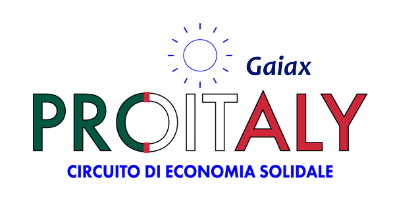 Gaiax
PROITALY
CIRCUITO DI ECONOMIA SOLIDALE